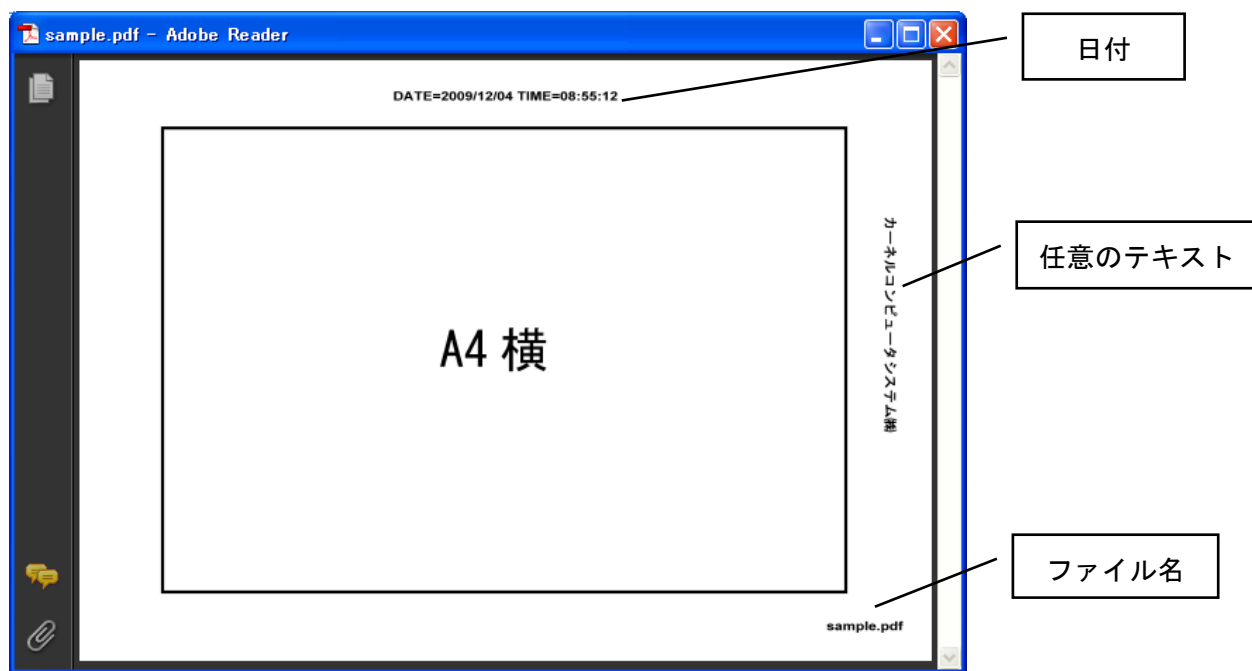 sample.pdf - Adobe Reader
日付
DATE=2009/12/04 TIME=08:55:12
カーネルコンピュータシステム㈱
任意のテキスト
A4 横
ファイル名
sample.pdf